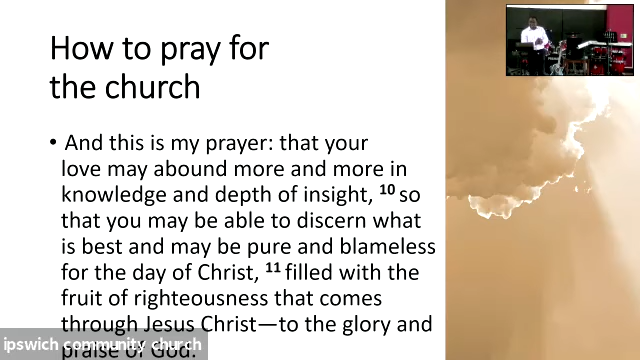 How to pray for
the church
• And this is my prayer: that your
love may abound more and more in
knowledge and depth of insight, 10 so
that you may be able to discern what
is best and may be pure and blameless
for the day of Christ, 11 filled with the
fruit of righteousness that comes
through Jesus Christ—to the glory and
praise of God.
ipswich community church